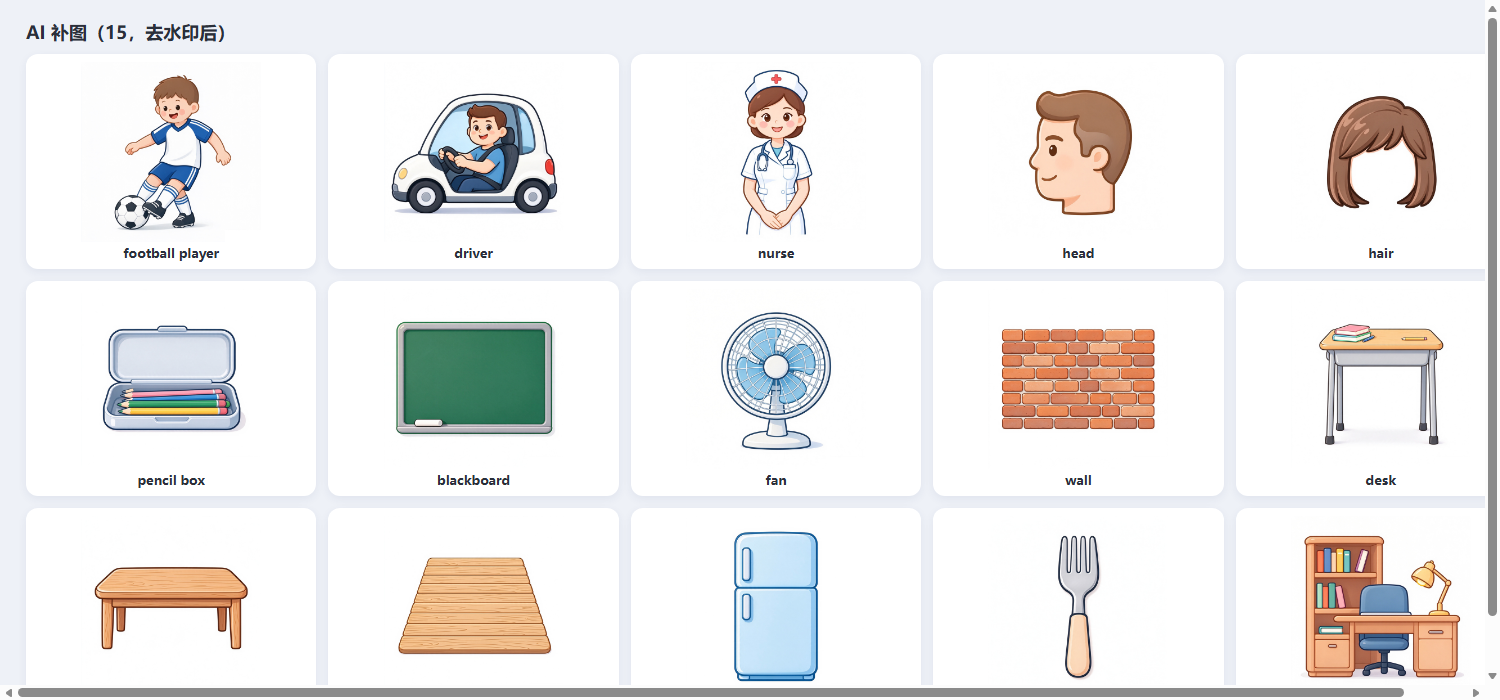 AI 补图（15，去水印后）
football player
driver
nurse
head
hair
pencil box
blackboard
fan
wall
desk